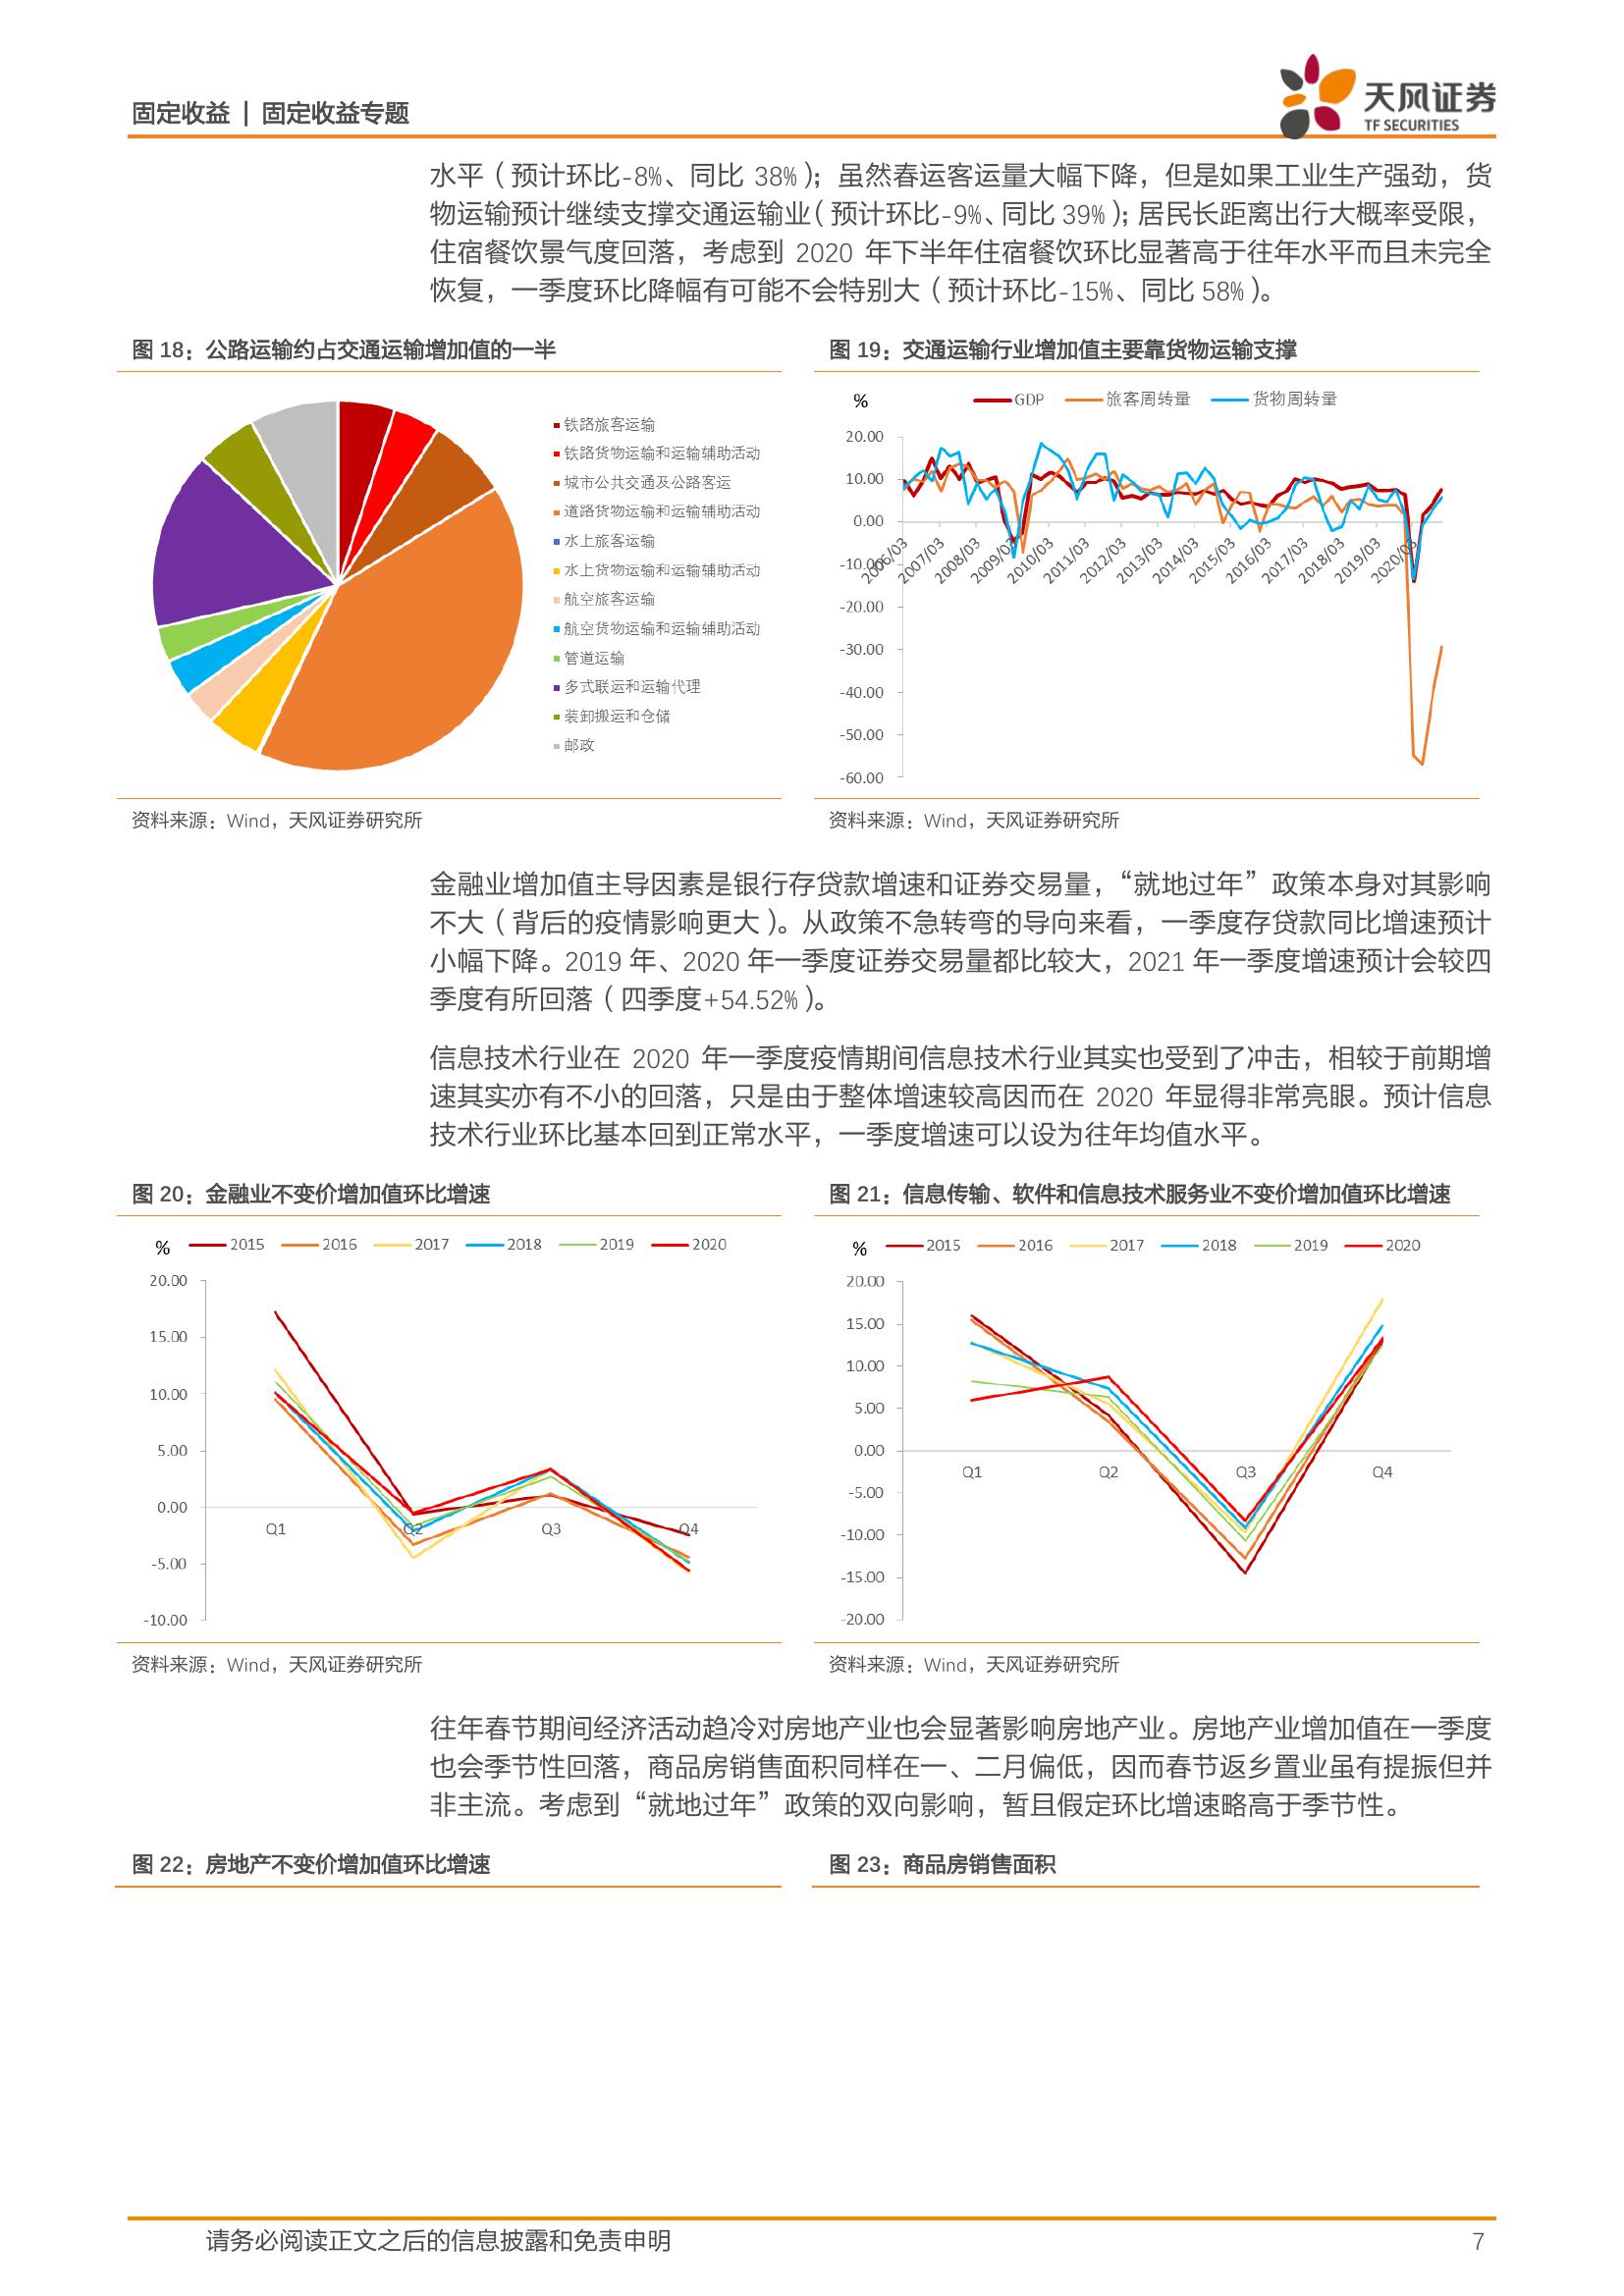 固定收益 | 固定收益专题
天风证券
TF SECURITIES
水平（预计环比-8%、同比 38%）；虽然春运客运量大幅下降，但是如果工业生产强劲，货
物运输预计继续支撑交通运输业（预计环比-9%、同比 39%）；居民长距离出行大概率受限，
住宿餐饮景气度回落，考虑到 2020 年下半年住宿餐饮环比显著高于往年水平而且未完全
恢复，一季度环比降幅有可能不会特别大（预计环比-15%、同比 58%）。
图 18：公路运输约占交通运输增加值的一半
铁路旅客运输
铁路货物运输和运输辅助活动
城市公共交通及公路客运
道路货物运输和运输辅助活动
水上旅客运输
水上货物运输和运输辅助活动
航空旅客运输
航空货物运输和运输辅助活动
管道运输
多式联运和运输代理
装卸搬运和仓储
邮政
资料来源：Wind，天风证券研究所
图 19：交通运输行业增加值主要靠货物运输支撑
%
GDP 旅客周转量 货物周转量
20.00
10.00
0.00
-10.00
-20.00
-30.00
-40.00
-50.00
-60.00
2006/03 2007/03 2008/03 2009/03 2010/03 2011/03 2012/03 2013/03 2014/03 2015/03 2016/03 2017/03 2018/03 2019/03 2020/03
资料来源：Wind，天风证券研究所
金融业增加值主导因素是银行存贷款增速和证券交易量，“就地过年”政策本身对其影响
不大（背后的疫情影响更大）。从政策不急转弯的导向来看，一季度存贷款同比增速预计
小幅下降。2019 年、2020 年一季度证券交易量都比较大，2021 年一季度增速预计会较四
季度有所回落（四季度+54.52%）。
信息技术行业在 2020 年一季度疫情期间信息技术行业其实也受到了冲击，相较于前期增
速其实亦有不小的回落，只是由于整体增速较高因而在 2020 年显得非常亮眼。预计信息
技术行业环比基本回到正常水平，一季度增速可以设为往年均值水平。
图 20：金融业不变价增加值环比增速
%
2015 2016 2017 2018 2019 2020
20.00
15.00
10.00
5.00
0.00
-5.00
-10.00
Q1 Q2 Q3 Q4
资料来源：Wind，天风证券研究所
图 21：信息传输、软件和信息技术服务业不变价增加值环比增速
%
2015 2016 2017 2018 2019 2020
20.00
15.00
10.00
5.00
0.00
-5.00
-10.00
-15.00
-20.00
Q1 Q2 Q3 Q4
资料来源：Wind，天风证券研究所
往年春节期间经济活动趋冷对房地产业也会显著影响房地产业。房地产业增加值在一季度
也会季节性回落，商品房销售面积同样在一、二月偏低，因而春节返乡置业虽有提振但并
非主流。考虑到“就地过年”政策的双向影响，暂且假定环比增速略高于季节性。
图 22：房地产不变价增加值环比增速
图 23：商品房销售面积
请务必阅读正文之后的信息披露和免责申明
7